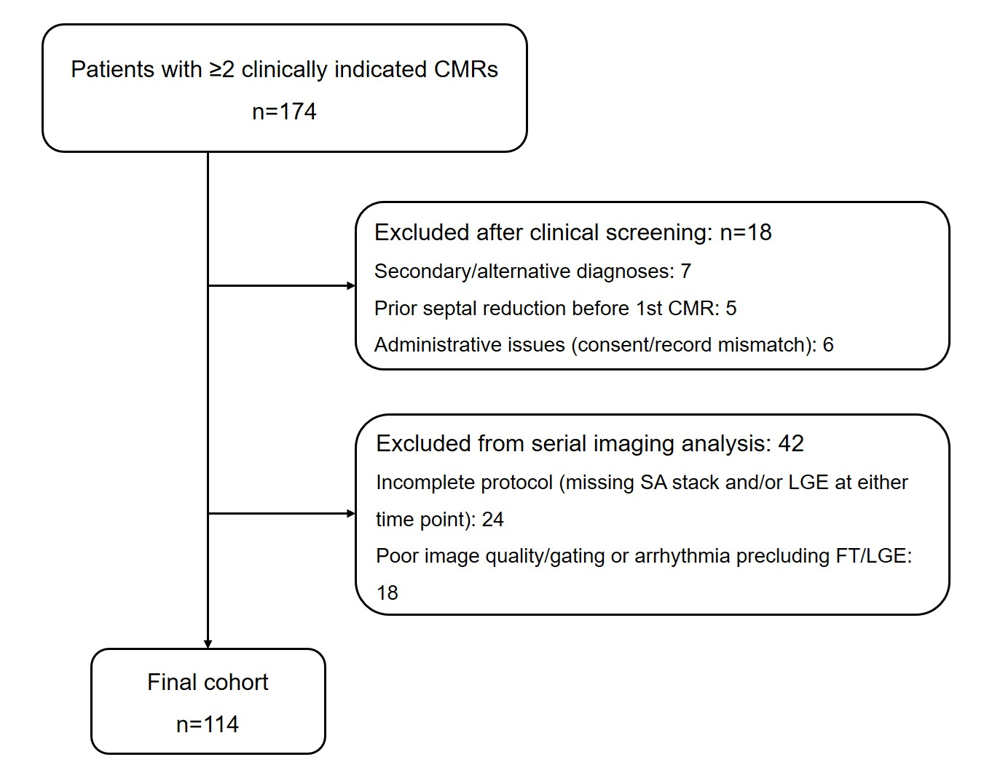 Patients with ≥2 clinically indicated CMRs
n=174
Excluded after clinical screening: n=18
Secondary/alternative diagnoses: 7
Prior septal reduction before 1st CMR: 5
Administrative issues (consent/record mismatch): 6
Excluded from serial imaging analysis: 42
Incomplete protocol (missing SA stack and/or LGE at either
time point): 24
Poor image quality/gating or arrhythmia precluding FT/LGE:
18
Final cohort
n=114